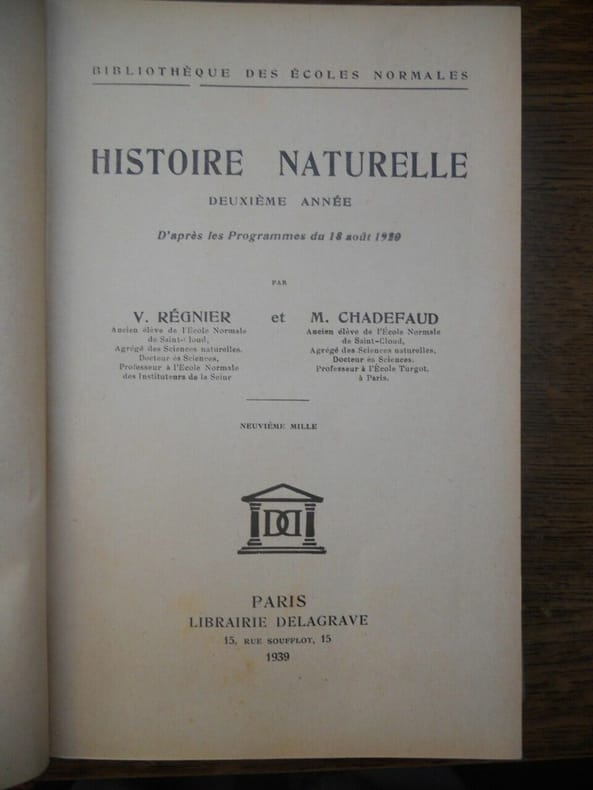 BIBLIOTHÈQUE DES ÉCOLES NORMALES
HISTOIRE NATURELLE
DEUXIÈME ANNÉE
D'après les Programmes du 18 août 1920
PAR
V. RÉGNIER et M. CHADEFAUD
Ancien élève de l'Ecole Normale
de Saint-Cloud,
Agrégé des Sciences naturelles.
Docteur ès Sciences,
Professeur à l'Ecole Normale
des Instituteurs de la Seine
Ancien élève de l'École Normale
de Saint-Cloud,
Agrégé des Sciences naturelles,
Docteur ès Sciences.
Professeur à l'École Turgot,
à Paris.
NEUVIÈME MILLE
DD
PARIS
LIBRAIRIE DELAGRAVE
15, RUE SOUFFLOT, 15
1939